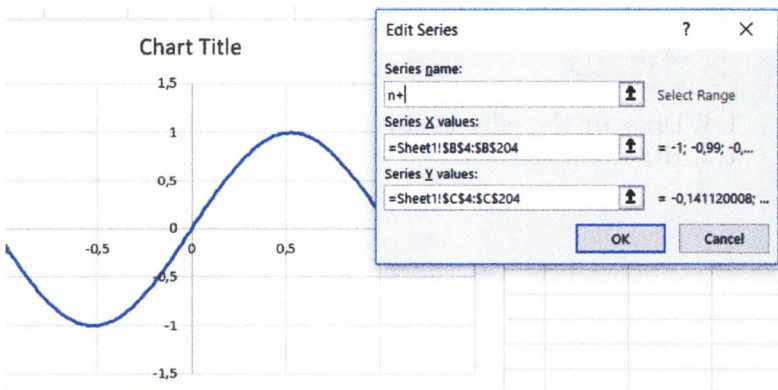 Chart Title
1,5
1
0,5
0
-0,5
0
0,5
-0,5
-1
-1,5
Edit Series
?
X
Series name:
n+
Select Range
Series X values:
=Sheet1!$B$4:$B$204
= -1; -0,99; -0,...
Series Y values:
=Sheet1!$C$4:$C$204
= -0,141120008; ...
OK
Cancel